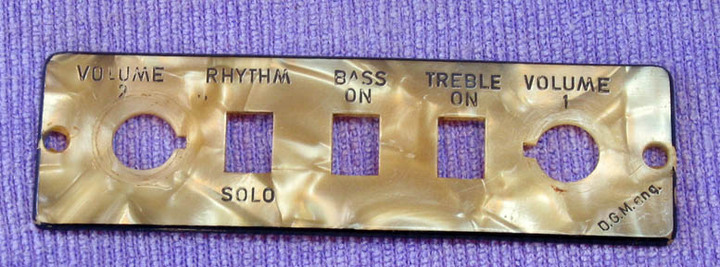 VOLUME
2
RHYTHM
SOLO
BASS
ON
TREBLE
ON
VOLUME
1
D.G.M.eng.